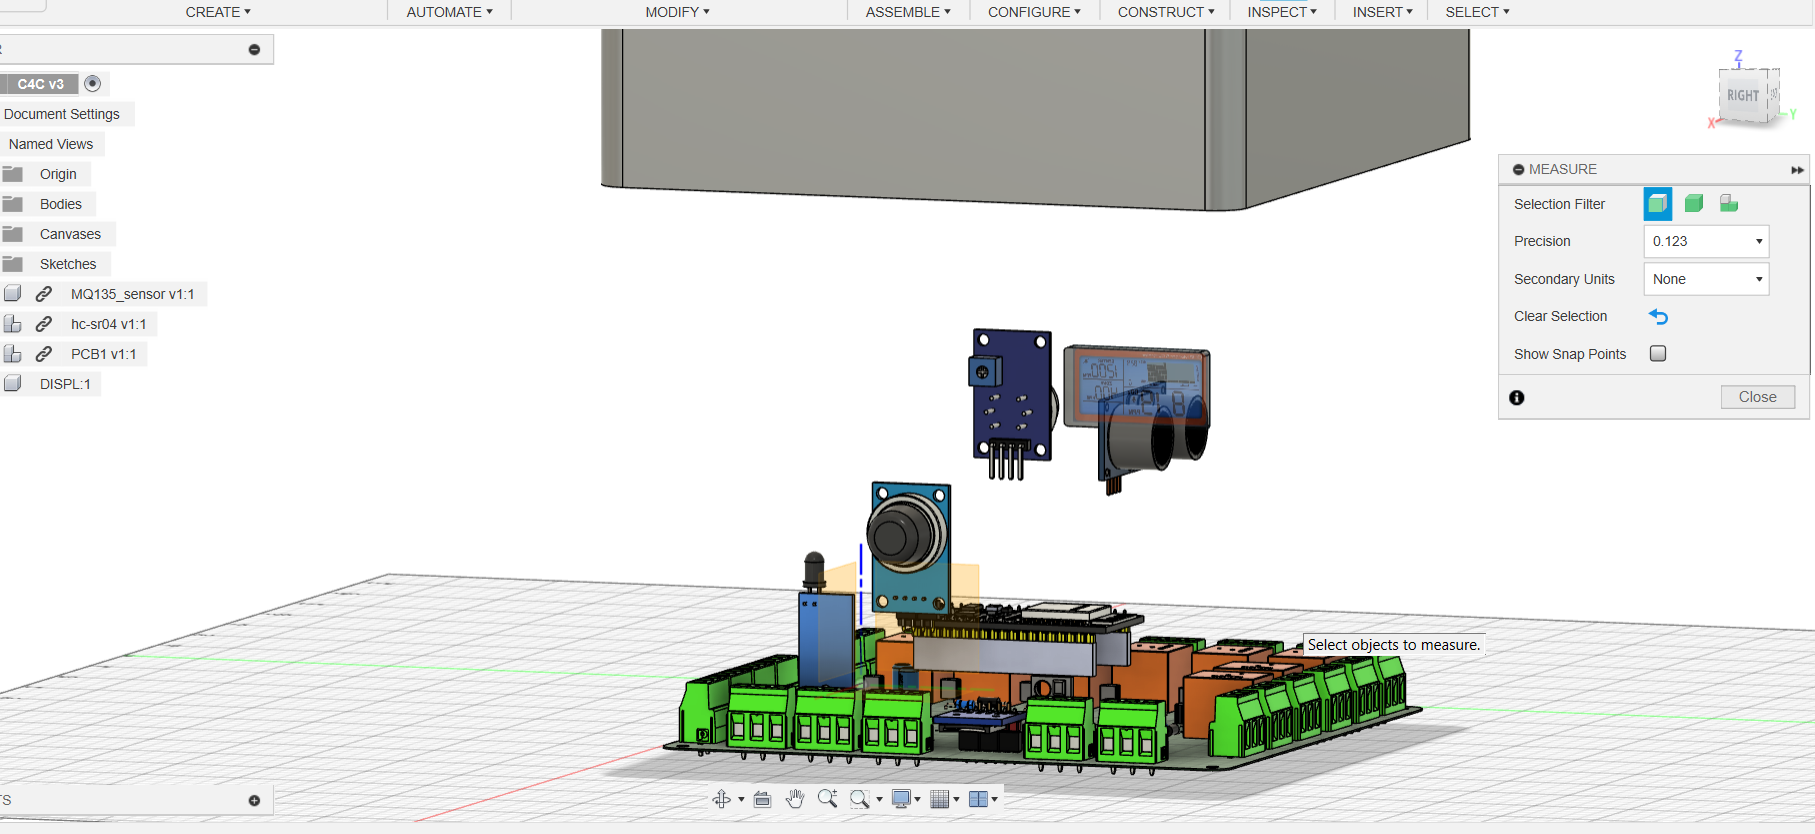 CREATE
AUTOMATE
MODIFY
ASSEMBLE
CONFIGURE
CONSTRUCT
INSPECT
INSERT
SELECT
C4C v3
Document Settings
Named Views
Origin
Bodies
Canvases
Sketches
MQ135_sensor v1:1
hc-sr04 v1:1
PCB1 v1:1
DISPL:1
Z
RIGHT
X
Y
MEASURE
Selection Filter
Precision
0.123
Secondary Units
None
Clear Selection
Show Snap Points
Close
Select objects to measure.
TS